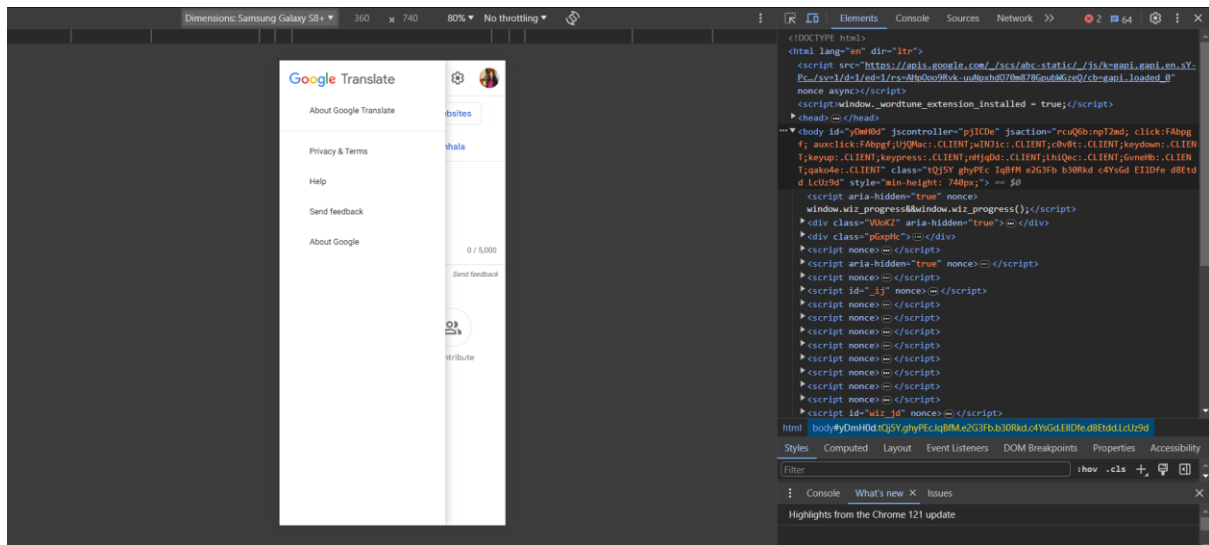 Dimensions: Samsung Galaxy S8+ ▼ 360 x 740 80% ▼ No throttling ▼
Google Translate
About Google Translate
Privacy & Terms
Help
Send feedback
About Google
bsites
nhala
0 / 5,000
Send feedback
ntribute
Elements Console Sources Network 2 64
<!DOCTYPE html>
<html lang="en" dir="ltr">
<script src="https://apis.google.com/_/scs/abc-static/_/js/k=gapi.gapi.en.sY-
Pc…/sv=1/d=1/ed=1/rs=AHpOoo9Rvk-uuNpxhdO70m878GpubWGzeQ/cb=gapi.loaded_0"
nonce async></script>
<script>window._wordtune_extension_installed = true;</script>
<head> … </head>
<body id="yDmH0d" jscontroller="pjICDe" jsaction="rcuQ6b:npT2md; click:FAbpg
f; auxclick:FAbpgf;UjQMac:.CLIENT;wINJic:.CLIENT;c0v8t:.CLIENT;keydown:.CLIEN
T;keyup:.CLIENT;keypress:.CLIENT;nHjqDd:.CLIENT;LhiQec:.CLIENT;GvneHb:.CLIEN
T;qako4e:.CLIENT" class="tQj5Y ghyPEc IqBfM e2G3Fb b30Rkd c4YsGd EIlDfe d8Etd
d LcUz9d" style="min-height: 740px;"> == $0
<script aria-hidden="true" nonce>
window.wiz_progress&&window.wiz_progress();</script>
<div class="VUoKZ" aria-hidden="true"> … </div>
<div class="pGxpHc"> … </div>
<script nonce> … </script>
<script aria-hidden="true" nonce> … </script>
<script nonce> … </script>
<script id="_ij" nonce> … </script>
<script nonce> … </script>
<script nonce> … </script>
<script nonce> … </script>
<script nonce> … </script>
<script nonce> … </script>
<script nonce> … </script>
<script nonce> … </script>
<script nonce> … </script>
<script id="wiz_jd" nonce> … </script>
html body#yDmH0d.tQj5Y.ghyPEc.IqBfM.e2G3Fb.b30Rkd.c4YsGd.EIlDfe.d8Etdd.LcUz9d
Styles Computed Layout Event Listeners DOM Breakpoints Properties Accessibility
Filter :hov .cls
Console What's new Issues
Highlights from the Chrome 121 update